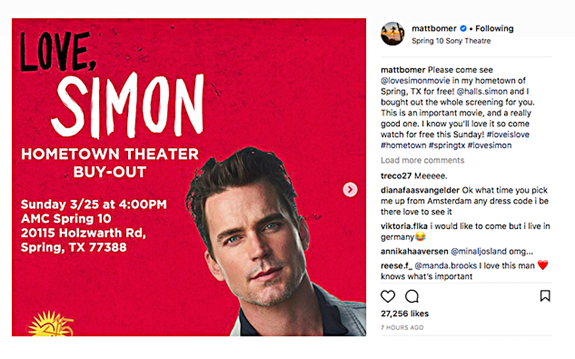 LOVE,
SIMON
HOMETOWN THEATER
BUY-OUT
Sunday 3/25 at 4:00PM
AMC Spring 10
20115 Holzwarth Rd,
Spring, TX 77388
mattbomer • Following
Spring 10 Sony Theatre
mattbomer Please come see
@lovesimonmovie in my hometown of
Spring, TX for free! @halls.simon and I
bought out the whole screening for you.
This is an important movie, and a really
good one. I know you'll love it so come
watch for free this Sunday! #loveislove
#hometown #springtx #lovesimon
Load more comments
treco27 Meeeee.
dianafaasvangelder Ok what time you pick
me up from Amsterdam any dress code i be
there love to see it
viktoria.flka i would like to come but i live in
germany😂
annikahaaversen @minaljosland omg...
reese.f_ @manda.brooks I love this man ❤️
knows what's important
27,256 likes
7 HOURS AGO